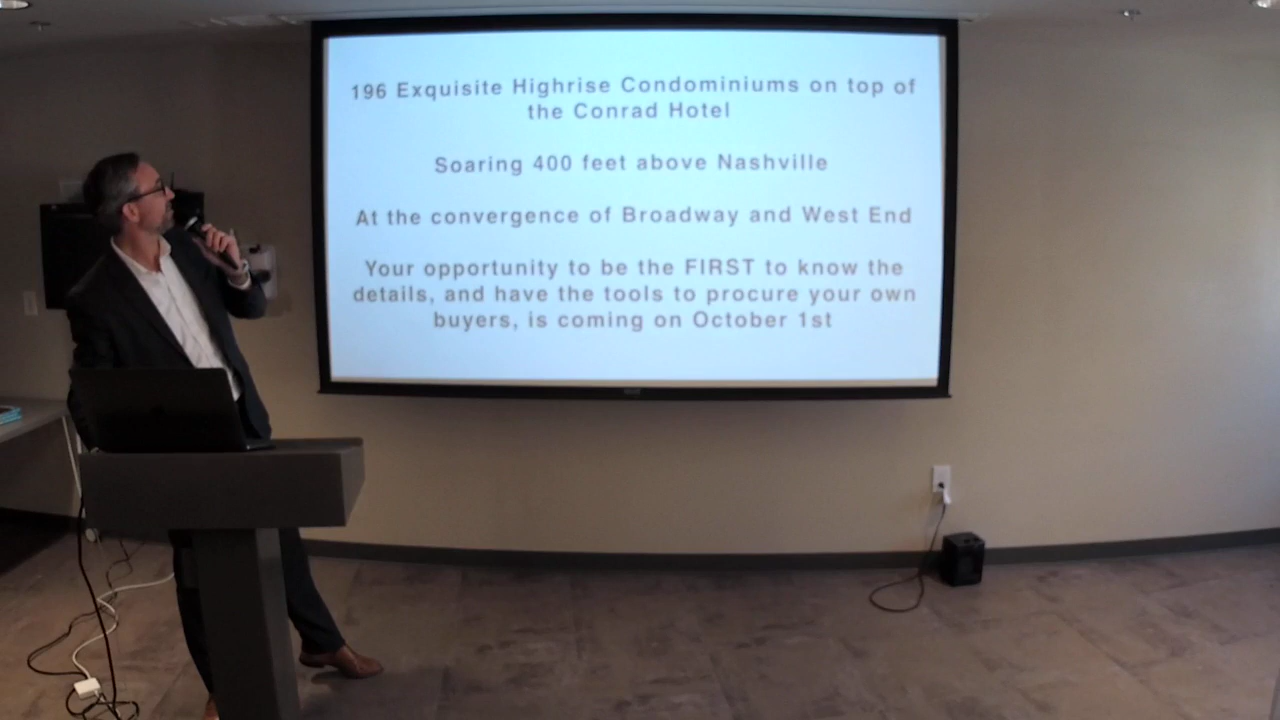 196 Exquisite Highrise Condominiums on top of
the Conrad Hotel
Soaring 400 feet above Nashville
At the convergence of Broadway and West End
Your opportunity to be the FIRST to know the
details, and have the tools to procure your own
buyers, is coming on October 1st